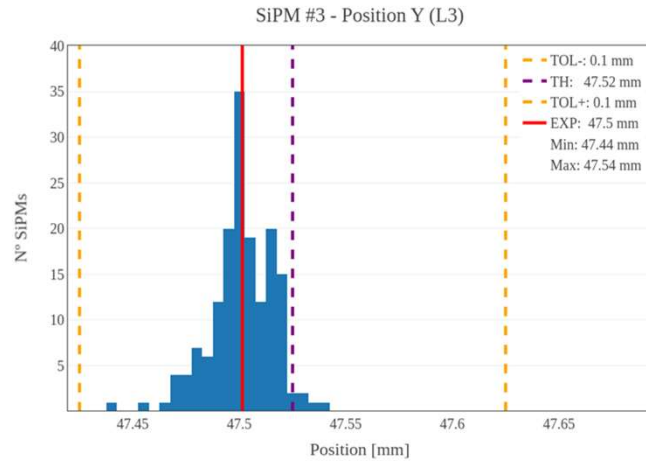 SiPM #3 - Position Y (L3)
40
35
30
25
20
15
10
5
Nº SiPMs
TOL-: 0.1 mm
TH: 47.52 mm
TOL+: 0.1 mm
EXP: 47.5 mm
Min: 47.44 mm
Max: 47.54 mm
47.45
47.5
47.55
47.6
47.65
Position [mm]